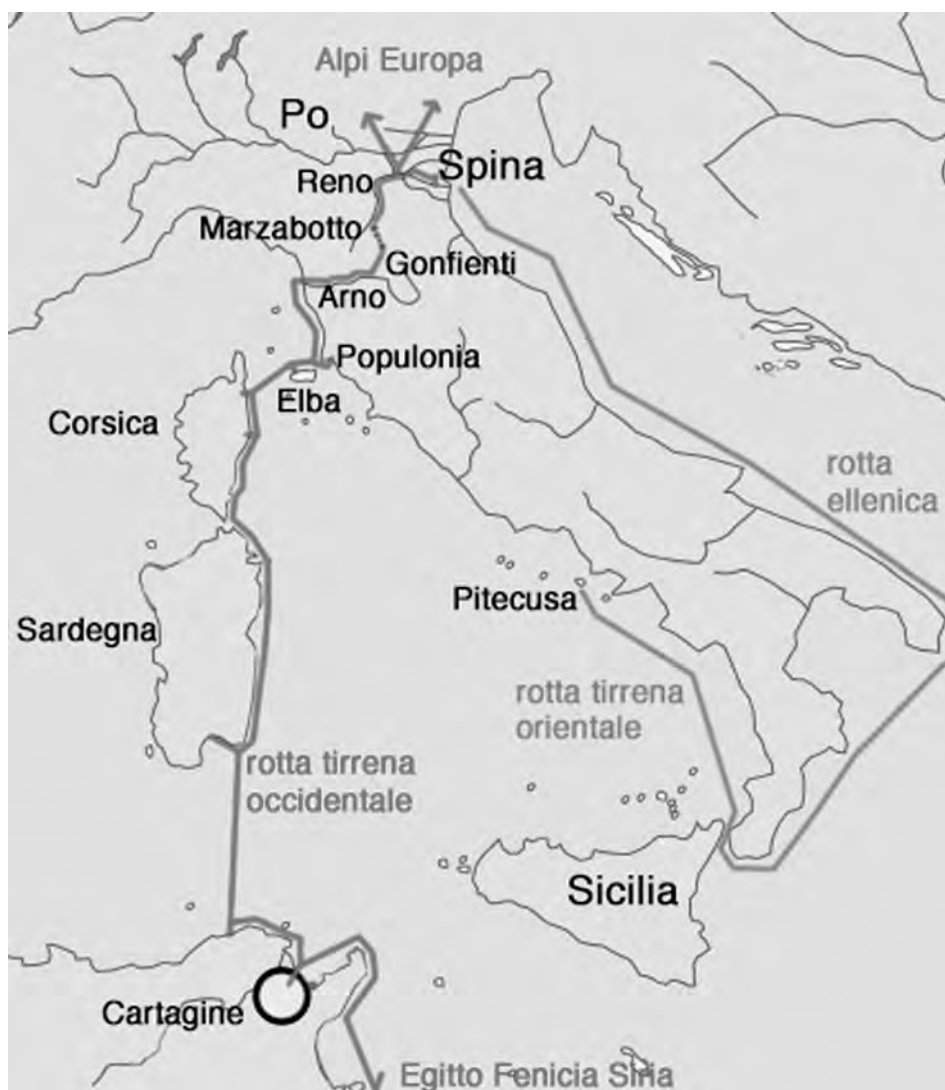 Alpi Europa
Po
Spina
Reno
Marzabotto
Gonfienti
Arno
Populonia
Elba
Corsica
rotta
ellenica
Pitecusa
Sardegna
rotta tirrena
orientale
rotta tirrena
occidentale
Sicilia
Cartagine
Egitto Fenicia Siria